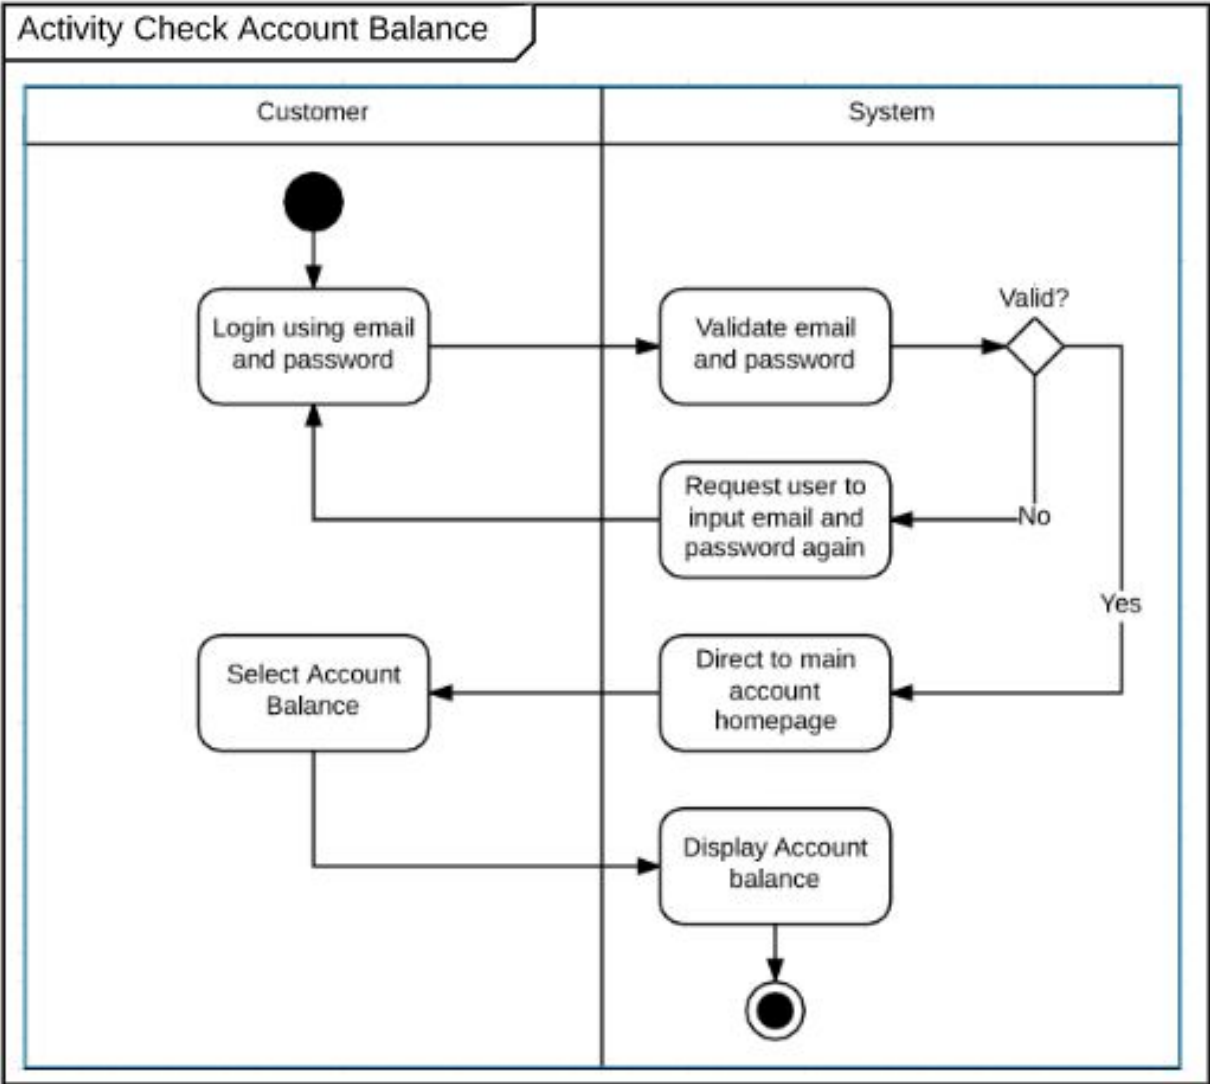 Activity Check Account Balance
Customer
System
Login using email
and password
Validate email
and password
Valid?
Request user to
input email and
password again
No
Yes
Select Account
Balance
Direct to main
account
homepage
Display Account
balance